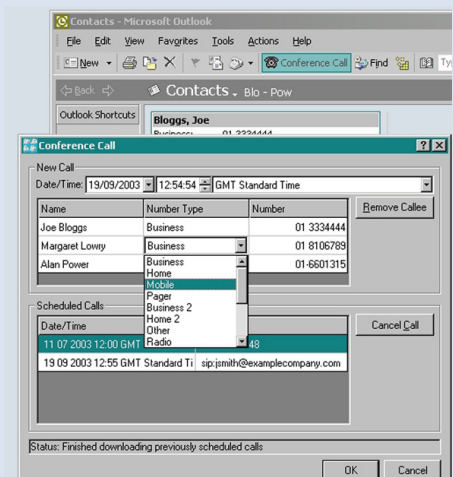 Contacts - Microsoft Outlook
File Edit View Favorites Tools Actions Help
New Conference Call Find Ty
Back Contacts . Blo - Pow
Outlook Shortcuts Bloggs, Joe
Business: 01 3334444
Conference Call
New Call
Date/Time: 19/09/2003 12:54:54 GMT Standard Time
Name Number Type Number Remove Callee
Joe Bloggs Business 01 3334444
Margaret Lowry Business 01 8106789
Alan Power 01-6601315
Business
Home
Mobile
Pager
Business 2
Home 2
Other
Radio
Scheduled Calls
Date/Time Cancel Call
11 07 2003 12:00 GMT 48
19 09 2003 12:55 GMT Standard Ti sip:jsmith@examplecompany.com
Status: Finished downloading previously scheduled calls
OK Cancel